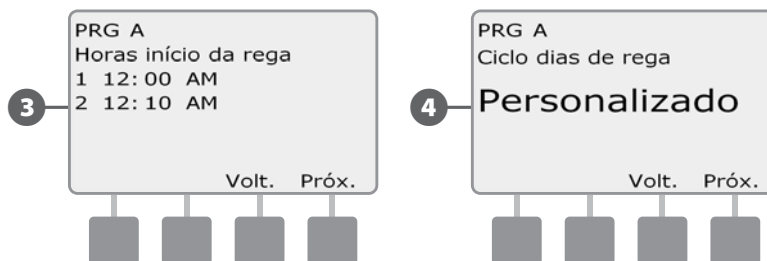 PRG A
Horas início da rega
1 12:00 AM
2 12:10 AM
3
Volt. Próx.
PRG A
Ciclo dias de rega
4
Personalizado
Volt. Próx.